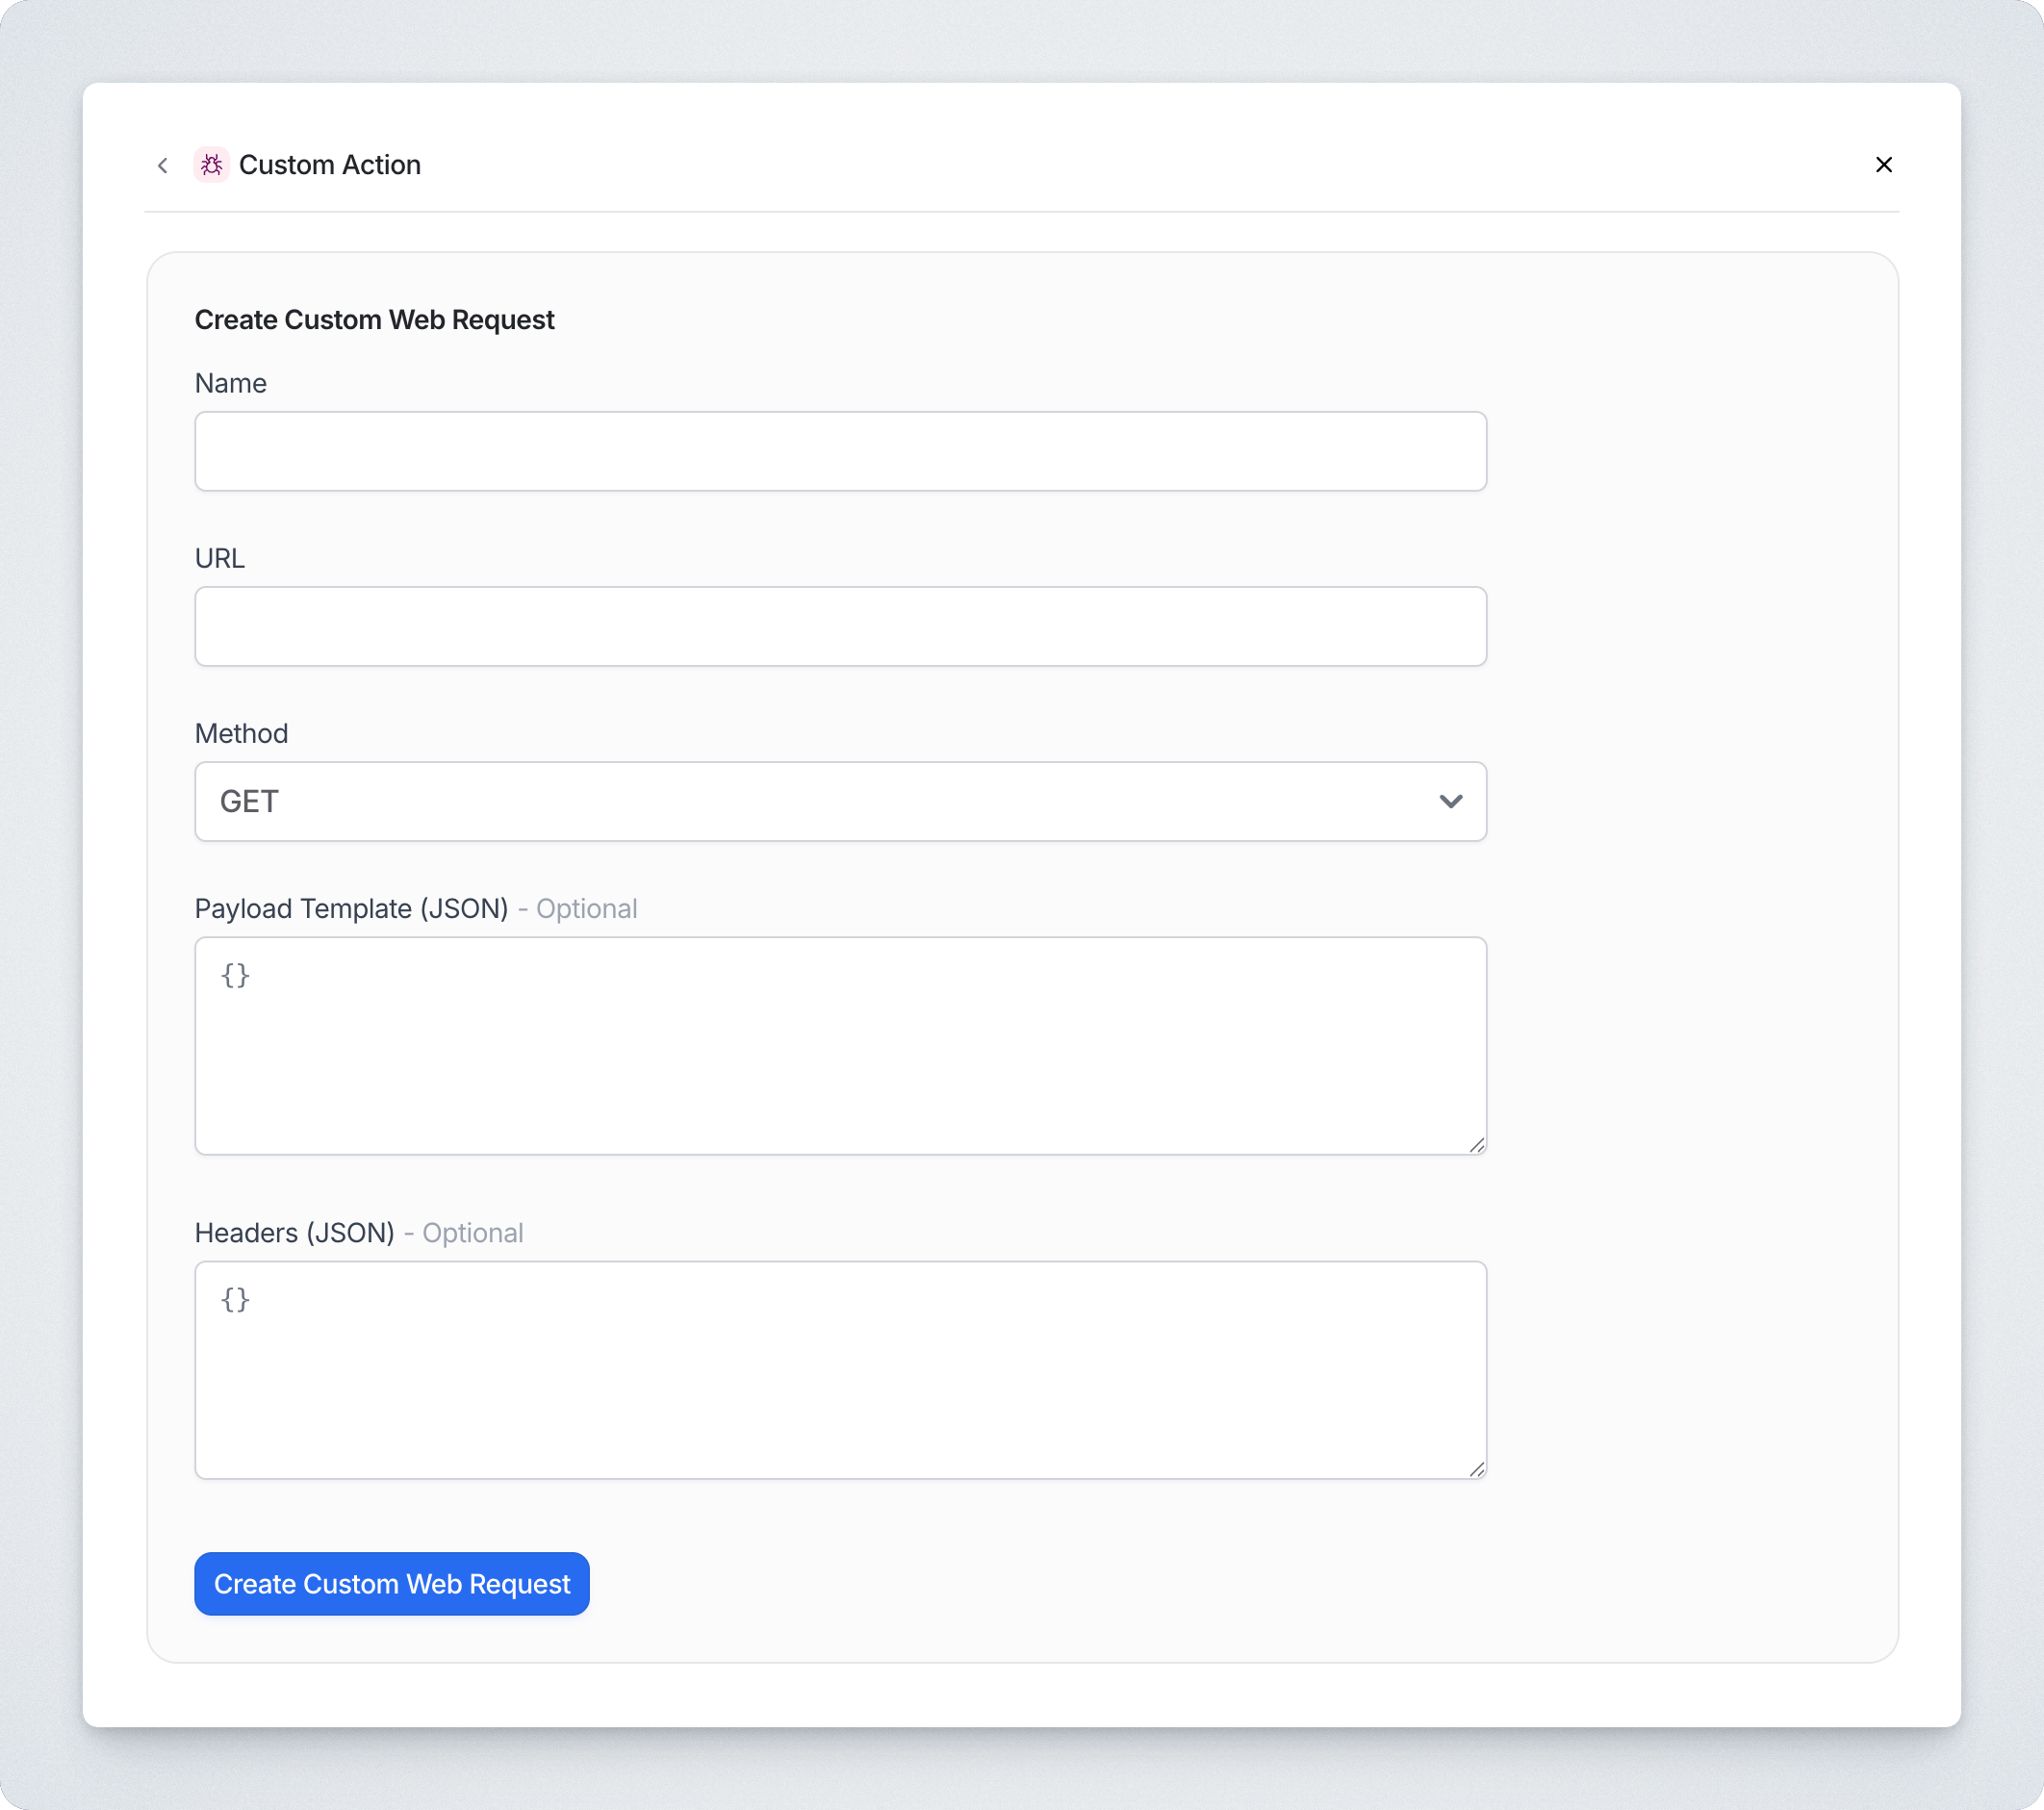 Custom Action
Create Custom Web Request
Name
URL
Method
GET
Payload Template (JSON) - Optional
{}
Headers (JSON) - Optional
{}
Create Custom Web Request